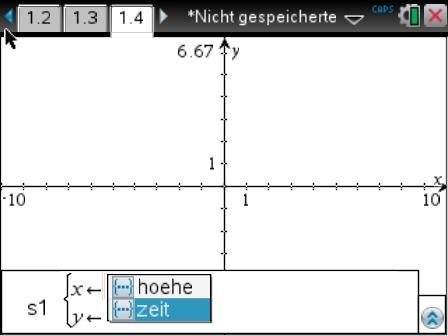 1.2 1.3 1.4 *Nicht gespeicherte CAPS
6.67 y
1
x
-10 1 10
s1 x← hoehe
y← zeit